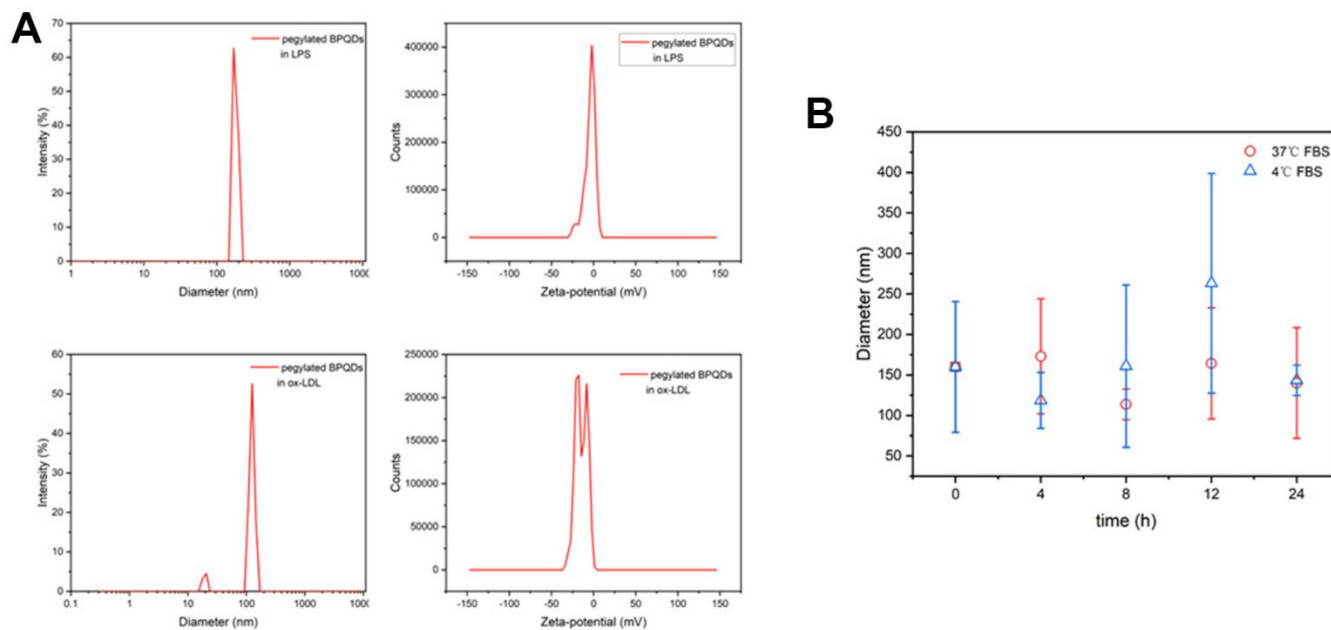 A
70
60
50
40
30
20
10
0
Intensity (%)
pegylated BPQDs
in LPS
1
10
100
1000
1000
Diameter (nm)
400000
300000
200000
100000
0
Counts
pegylated BPQDs
in LPS
-150
-100
-50
0
50
100
150
Zeta-potential (mV)
60
50
40
30
20
10
0
Intensity (%)
pegylated BPQDs
in ox-LDL
0.1
1
10
100
1000
1000
Diameter (nm)
250000
200000
150000
100000
50000
0
Counts
pegylated BPQDs
in ox-LDL
-150
-100
-50
0
50
100
150
Zeta-potential (mV)
B
450
400
350
300
250
200
150
100
50
Diameter (nm)
37℃ FBS
4℃ FBS
0
4
8
12
24
time (h)